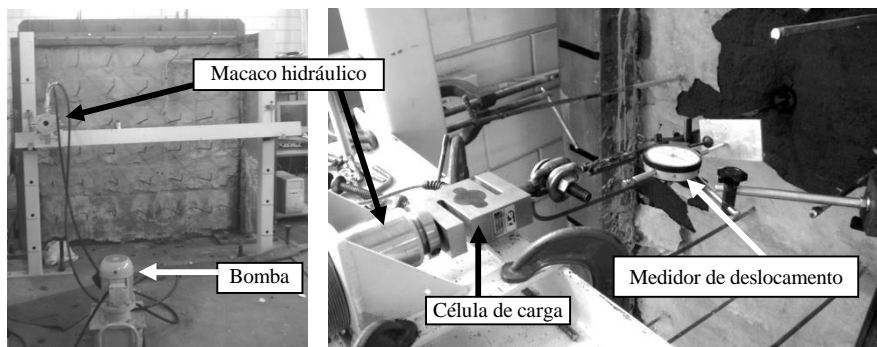 Macaco hidráulico
Bomba
Célula de carga
Medidor de deslocamento